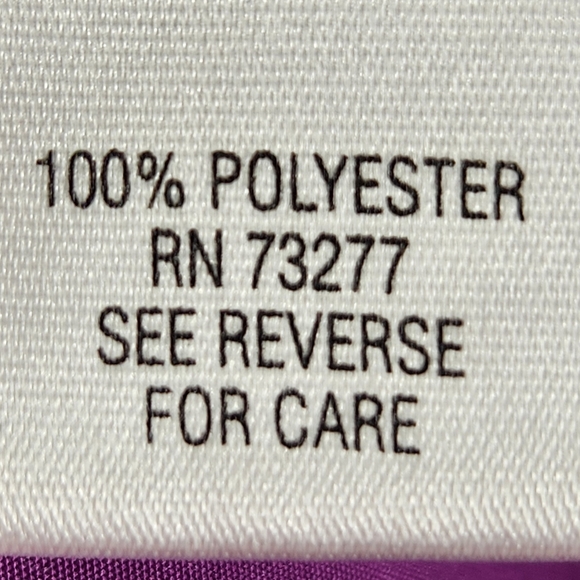 100% POLYESTER
RN 73277
SEE REVERSE
FOR CARE